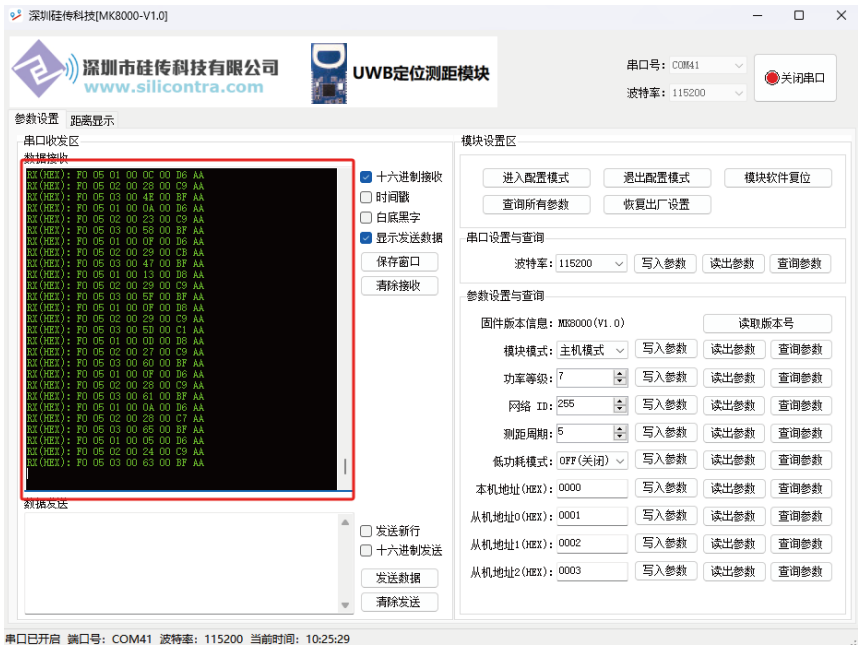 深圳硅传科技[MK8000-V1.0]
深圳市硅传科技有限公司
www.silicontra.com
UWB定位测距模块
串口号: COM41
波特率: 115200
关闭串口
参数设置 距离显示
串口收发区
数据接收
RX(HEX): F0 05 01 00 0C 00 D6 AA
RX(HEX): F0 05 02 00 28 00 C9 AA
RX(HEX): F0 05 03 00 4E 00 BF AA
RX(HEX): F0 05 01 00 0A 00 D6 AA
RX(HEX): F0 05 02 00 23 00 C9 AA
RX(HEX): F0 05 03 00 58 00 BF AA
RX(HEX): F0 05 01 00 0F 00 D6 AA
RX(HEX): F0 05 02 00 29 00 CB AA
RX(HEX): F0 05 03 00 47 00 BF AA
RX(HEX): F0 05 01 00 13 00 D8 AA
RX(HEX): F0 05 02 00 29 00 C9 AA
RX(HEX): F0 05 03 00 5F 00 BF AA
RX(HEX): F0 05 01 00 0F 00 D8 AA
RX(HEX): F0 05 02 00 29 00 C9 AA
RX(HEX): F0 05 03 00 5D 00 C1 AA
RX(HEX): F0 05 01 00 0D 00 D8 AA
RX(HEX): F0 05 02 00 27 00 C9 AA
RX(HEX): F0 05 03 00 60 00 BF AA
RX(HEX): F0 05 01 00 0F 00 D6 AA
RX(HEX): F0 05 02 00 28 00 C9 AA
RX(HEX): F0 05 03 00 61 00 BF AA
RX(HEX): F0 05 01 00 0A 00 D6 AA
RX(HEX): F0 05 02 00 28 00 C7 AA
RX(HEX): F0 05 03 00 65 00 BF AA
RX(HEX): F0 05 01 00 05 00 D6 AA
RX(HEX): F0 05 02 00 24 00 C9 AA
RX(HEX): F0 05 03 00 63 00 BF AA
十六进制接收
时间戳
白底黑字
显示发送数据
保存窗口
清除接收
数据发送
发送新行
十六进制发送
发送数据
清除发送
模块设置区
进入配置模式 退出配置模式 模块软件复位
查询所有参数 恢复出厂设置
串口设置与查询
波特率: 115200 写入参数 读出参数 查询参数
参数设置与查询
固件版本信息: MK8000(V1.0) 读取版本号
模块模式: 主机模式 写入参数 读出参数 查询参数
功率等级: 7 写入参数 读出参数 查询参数
网络 ID: 255 写入参数 读出参数 查询参数
测距周期: 5 写入参数 读出参数 查询参数
低功耗模式: OFF(关闭) 写入参数 读出参数 查询参数
本机地址(HEX): 0000 写入参数 读出参数 查询参数
从机地址0(HEX): 0001 写入参数 读出参数 查询参数
从机地址1(HEX): 0002 写入参数 读出参数 查询参数
从机地址2(HEX): 0003 写入参数 读出参数 查询参数
串口已开启 端口号: COM41 波特率: 115200 当前时间: 10:25:29